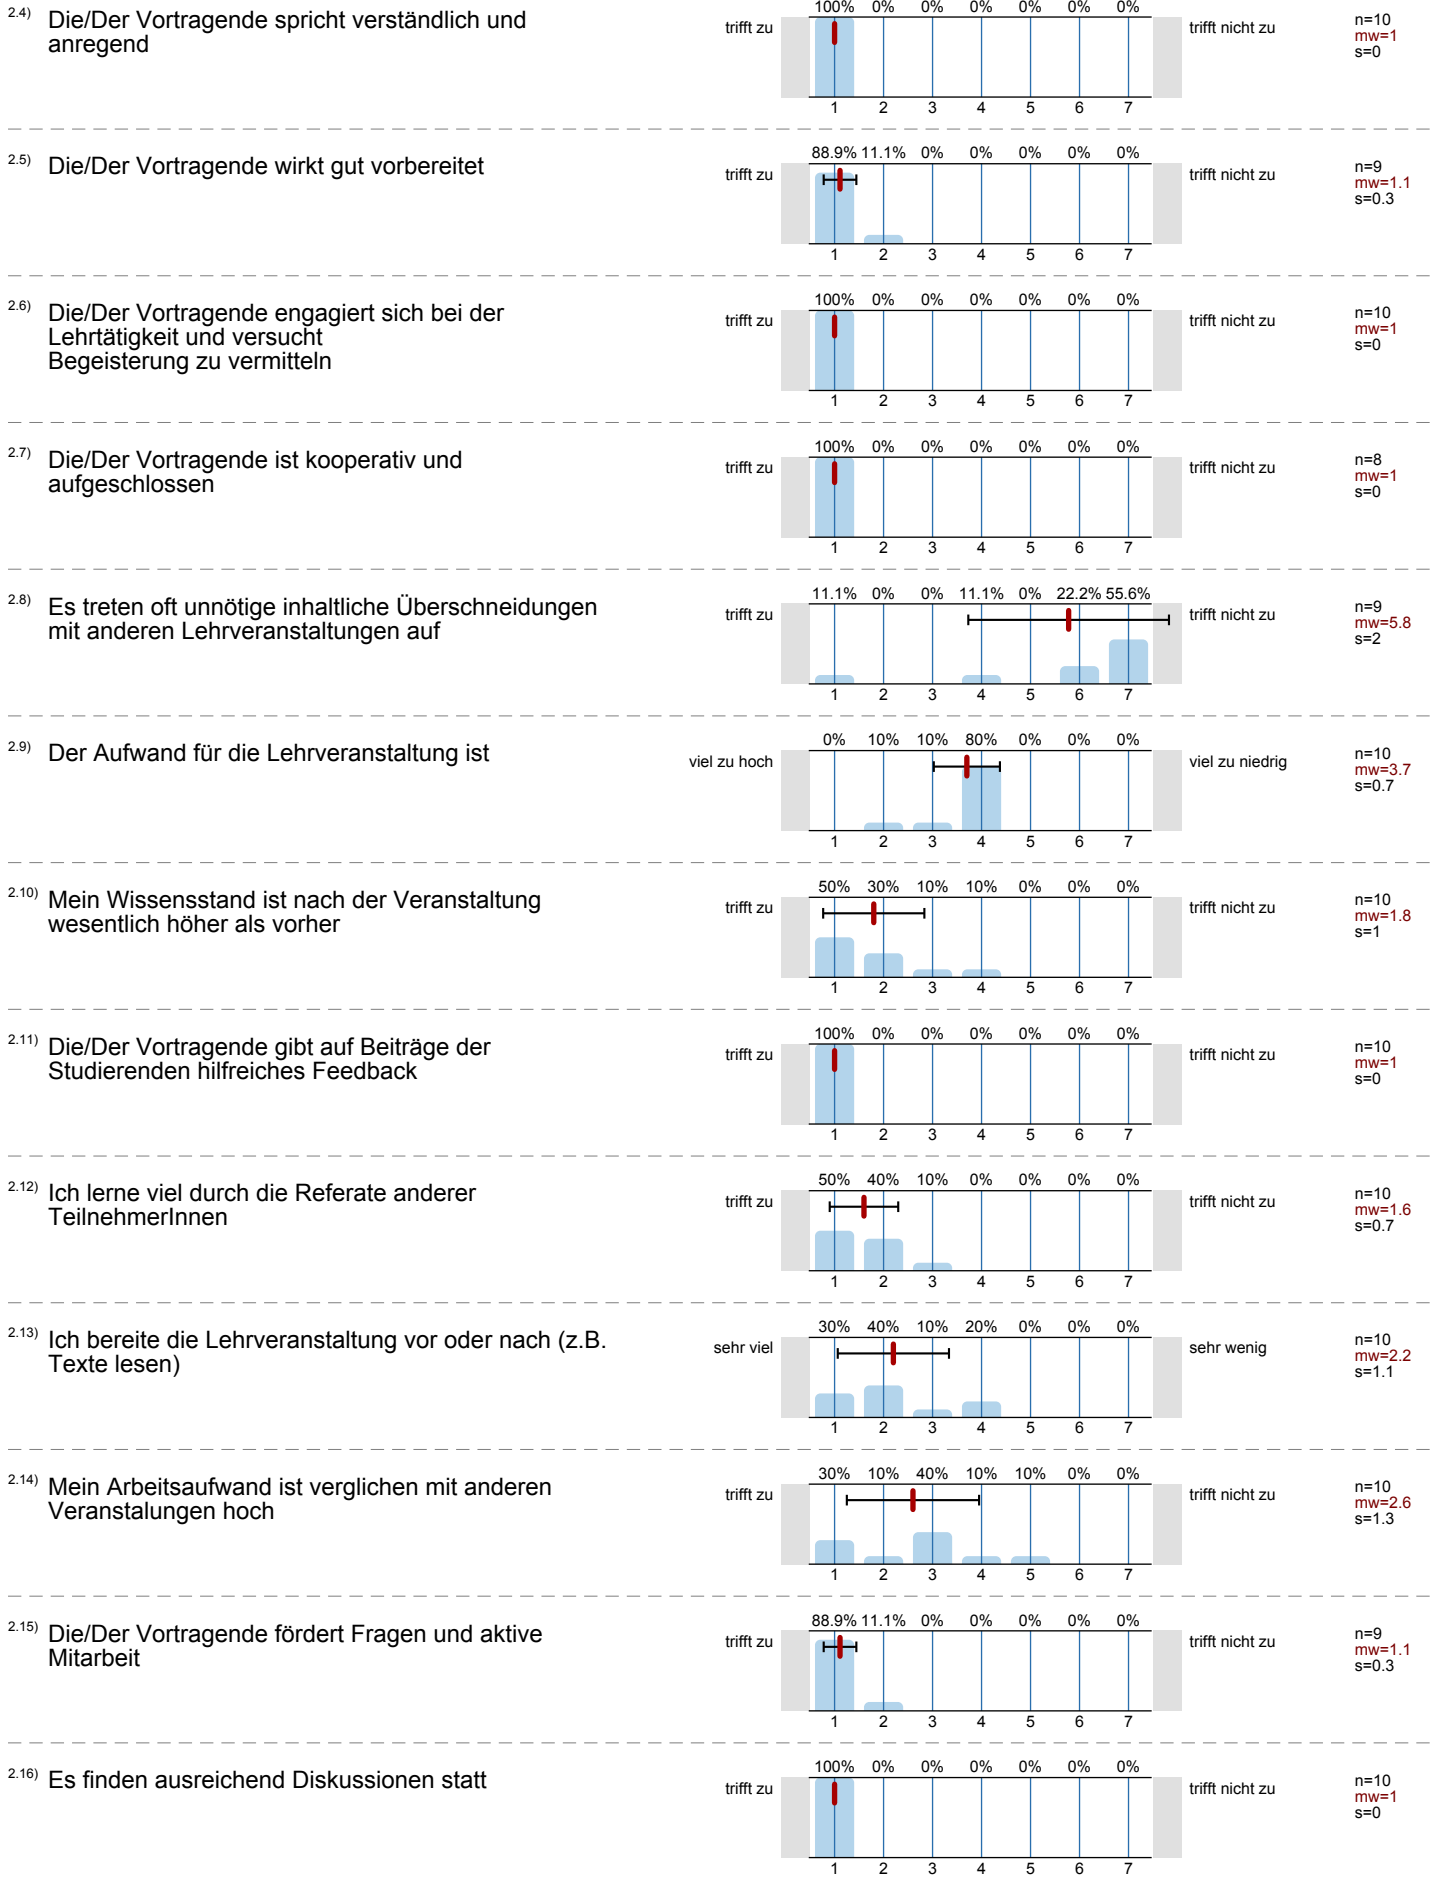 2.4) Die/Der Vortragende spricht verständlich und
anregend
trifft zu
100% 0% 0% 0% 0% 0% 0%
1 2 3 4 5 6 7
trifft nicht zu
n=10
mw=1
s=0
2.5) Die/Der Vortragende wirkt gut vorbereitet
trifft zu
88.9% 11.1% 0% 0% 0% 0% 0%
1 2 3 4 5 6 7
trifft nicht zu
n=9
mw=1.1
s=0.3
2.6) Die/Der Vortragende engagiert sich bei der
Lehrtätigkeit und versucht
Begeisterung zu vermitteln
trifft zu
100% 0% 0% 0% 0% 0% 0%
1 2 3 4 5 6 7
trifft nicht zu
n=10
mw=1
s=0
2.7) Die/Der Vortragende ist kooperativ und
aufgeschlossen
trifft zu
100% 0% 0% 0% 0% 0% 0%
1 2 3 4 5 6 7
trifft nicht zu
n=8
mw=1
s=0
2.8) Es treten oft unnötige inhaltliche Überschneidungen
mit anderen Lehrveranstaltungen auf
trifft zu
11.1% 0% 0% 11.1% 0% 22.2% 55.6%
1 2 3 4 5 6 7
trifft nicht zu
n=9
mw=5.8
s=2
2.9) Der Aufwand für die Lehrveranstaltung ist
viel zu hoch
0% 10% 10% 80% 0% 0% 0%
1 2 3 4 5 6 7
viel zu niedrig
n=10
mw=3.7
s=0.7
2.10) Mein Wissensstand ist nach der Veranstaltung
wesentlich höher als vorher
trifft zu
50% 30% 10% 10% 0% 0% 0%
1 2 3 4 5 6 7
trifft nicht zu
n=10
mw=1.8
s=1
2.11) Die/Der Vortragende gibt auf Beiträge der
Studierenden hilfreiches Feedback
trifft zu
100% 0% 0% 0% 0% 0% 0%
1 2 3 4 5 6 7
trifft nicht zu
n=10
mw=1
s=0
2.12) Ich lerne viel durch die Referate anderer
TeilnehmerInnen
trifft zu
50% 40% 10% 0% 0% 0% 0%
1 2 3 4 5 6 7
trifft nicht zu
n=10
mw=1.6
s=0.7
2.13) Ich bereite die Lehrveranstaltung vor oder nach (z.B.
Texte lesen)
sehr viel
30% 40% 10% 20% 0% 0% 0%
1 2 3 4 5 6 7
sehr wenig
n=10
mw=2.2
s=1.1
2.14) Mein Arbeitsaufwand ist verglichen mit anderen
Veranstalungen hoch
trifft zu
30% 10% 40% 10% 10% 0% 0%
1 2 3 4 5 6 7
trifft nicht zu
n=10
mw=2.6
s=1.3
2.15) Die/Der Vortragende fördert Fragen und aktive
Mitarbeit
trifft zu
88.9% 11.1% 0% 0% 0% 0% 0%
1 2 3 4 5 6 7
trifft nicht zu
n=9
mw=1.1
s=0.3
2.16) Es finden ausreichend Diskussionen statt
trifft zu
100% 0% 0% 0% 0% 0% 0%
1 2 3 4 5 6 7
trifft nicht zu
n=10
mw=1
s=0